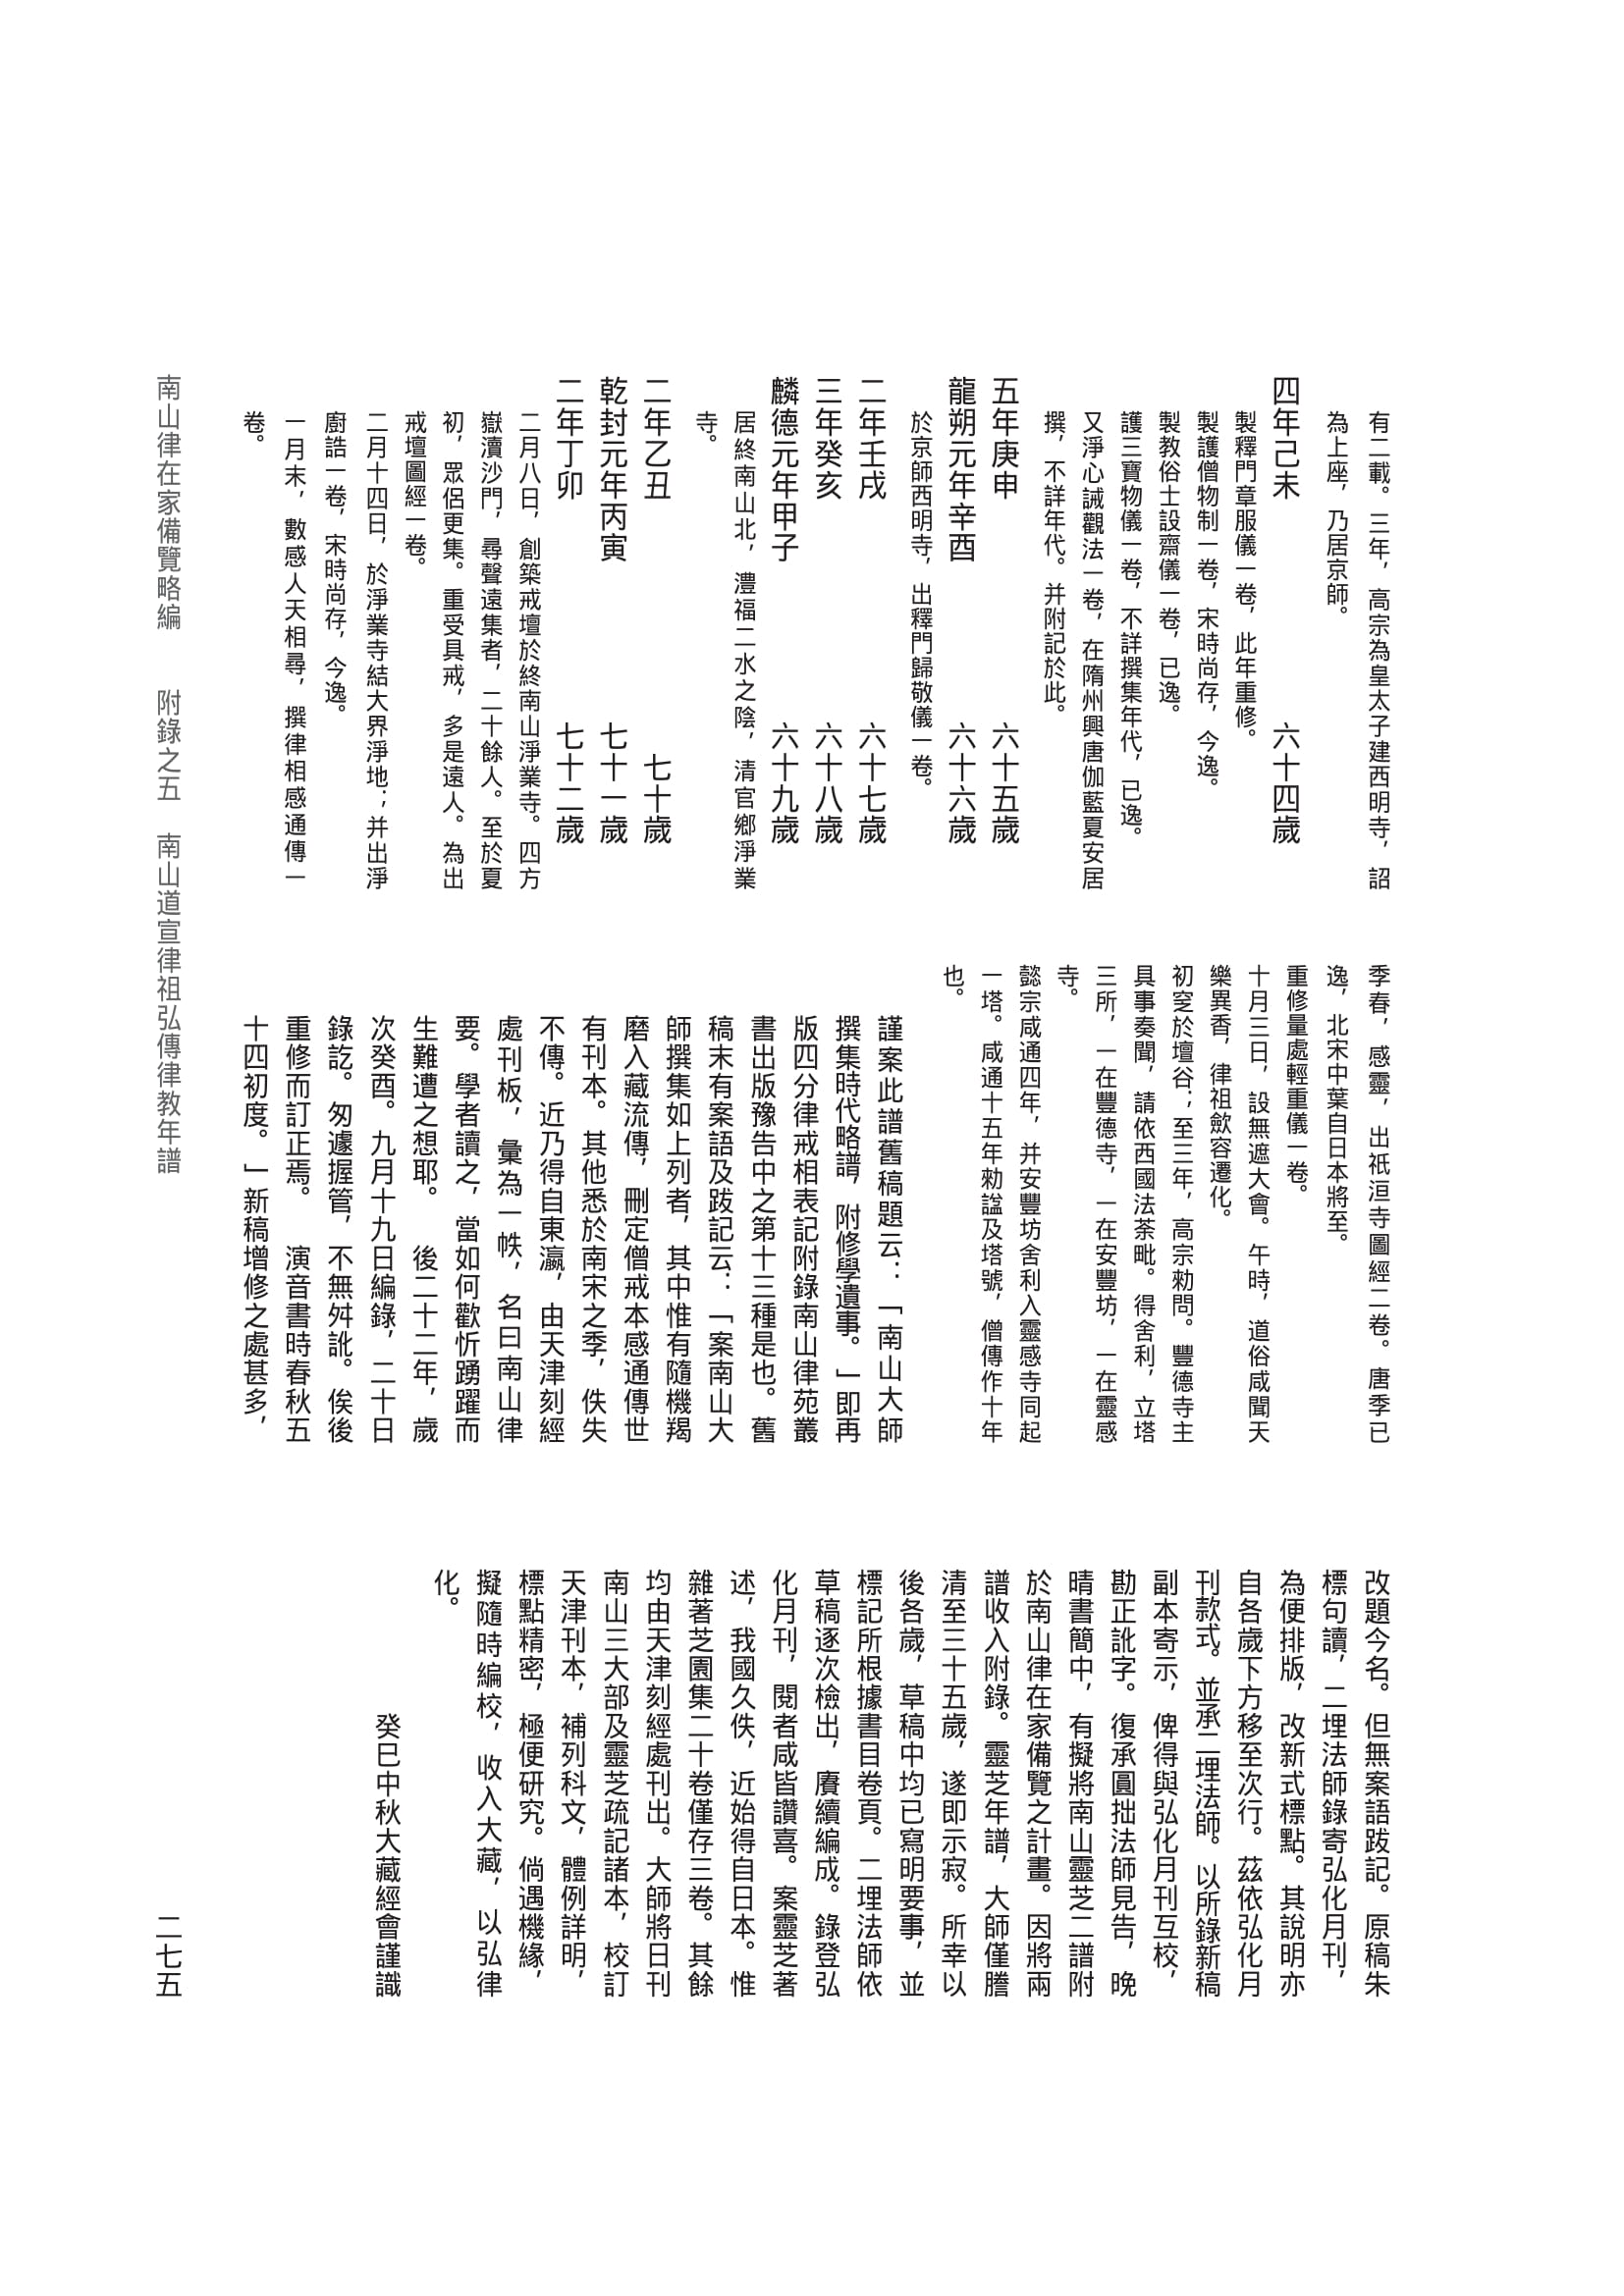 有二載。三年，高宗為皇太子建西明寺，詔
為上座，乃居京師。
四年己未　六十四歲
製釋門章服儀一卷，此年重修。
製護僧物制一卷，宋時尚存，今逸。
製教俗士設齋儀一卷，已逸。
護三寶物儀一卷，不詳撰集年代，已逸。
又淨心誡觀法一卷，在隋州興唐伽藍夏安居
撰，不詳年代。并附記於此。
五年庚申　六十五歲
龍朔元年辛酉　六十六歲
於京師西明寺，出釋門歸敬儀一卷。
二年壬戌　六十七歲
三年癸亥　六十八歲
麟德元年甲子　六十九歲
居終南山北，灃福二水之陰，清官鄉淨業
寺。
二年乙丑　七十歲
乾封元年丙寅　七十一歲
二年丁卯　七十二歲
二月八日，創築戒壇於終南山淨業寺。四方
嶽瀆沙門，尋聲遠集者，二十餘人。至於夏
初，眾侶更集。重受具戒，多是遠人。為出
戒壇圖經一卷。
二月十四日，於淨業寺結大界淨地；并出淨
廚誥一卷，宋時尚存，今逸。
一月末，數感人天相尋，撰律相感通傳一
卷。
季春，感靈，出祇洹寺圖經二卷。唐季已
逸，北宋中葉自日本將至。
重修量處輕重儀一卷。
十月三日，設無遮大會。午時，道俗咸聞天
樂異香，律祖歛容遷化。
初窆於壇谷；至三年，高宗勑問。豐德寺主
具事奏聞，請依西國法荼毗。得舍利，立塔
三所，一在豐德寺，一在安豐坊，一在靈感
寺。
懿宗咸通四年，并安豐坊舍利入靈感寺同起
一塔。咸通十五年勑諡及塔號，僧傳作十年
也。
謹案此譜舊稿題云：「南山大師
撰集時代略譜，附修學遺事。」即再
版四分律戒相表記附錄南山律苑叢
書出版豫告中之第十三種是也。舊
稿末有案語及跋記云：「案南山大
師撰集如上列者，其中惟有隨機羯
磨入藏流傳，刪定僧戒本感通傳世
有刊本。其他悉於南宋之季，佚失
不傳。近乃得自東瀛，由天津刻經
處刊板，彙為一帙，名曰南山律
要。學者讀之，當如何歡忻踴躍而
生難遭之想耶。　後二十二年，歲
次癸酉。九月十九日編錄，二十日
錄訖。匆遽握管，不無舛訛。俟後
重修而訂正焉。　演音書時春秋五
十四初度。」新稿增修之處甚多，
改題今名。但無案語跋記。原稿朱
標句讀，二埋法師錄寄弘化月刊，
為便排版，改新式標點。其說明亦
自各歲下方移至次行。茲依弘化月
刊款式。並承二埋法師。以所錄新稿
副本寄示，俾得與弘化月刊互校，
勘正訛字。復承圓拙法師見告，晚
晴書簡中，有擬將南山靈芝二譜附
於南山律在家備覽之計畫。因將兩
譜收入附錄。靈芝年譜，大師僅謄
清至三十五歲，遂即示寂。所幸以
後各歲，草稿中均已寫明要事，並
標記所根據書目卷頁。二埋法師依
草稿逐次檢出，賡續編成。錄登弘
化月刊，閱者咸皆讚喜。案靈芝著
述，我國久佚，近始得自日本。惟
雜著芝園集二十卷僅存三卷。其餘
均由天津刻經處刊出。大師將日刊
南山三大部及靈芝疏記諸本，校訂
天津刊本，補列科文，體例詳明，
標點精密，極便研究。倘遇機緣，
擬隨時編校，收入大藏，以弘律
化。
癸巳中秋大藏經會謹識
南山律在家備覽略編　附錄之五　南山道宣律祖弘傳律教年譜
二七五